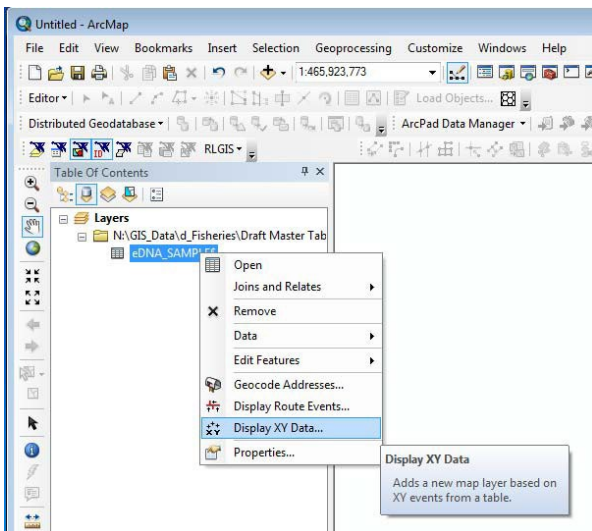 Untitled - ArcMap
File Edit View Bookmarks Insert Selection Geoprocessing Customize Windows Help
1:465,923,773
Editor Load Objects...
Distributed Geodatabase ArcPad Data Manager
ID RLGIS
Table Of Contents
Layers
N:\GIS_Data\d_Fisheries\Draft Master Tab
eDNA_SAMPLES
Open
Joins and Relates
Remove
Data
Edit Features
Geocode Addresses...
Display Route Events...
XY Display XY Data...
Properties...
Display XY Data
Adds a new map layer based on
XY events from a table.